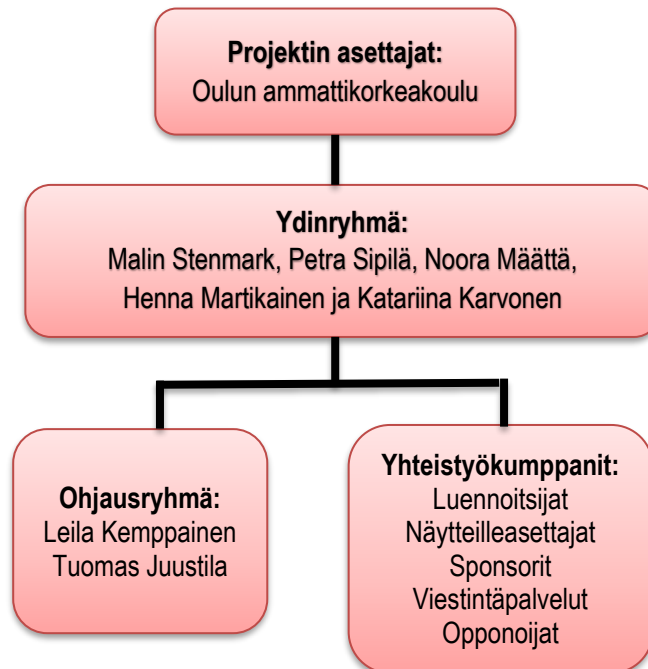 Projektin asettajat:
Oulun ammattikorkeakoulu
Ydinryhmä:
Malin Stenmark, Petra Sipilä, Noora Määttä,
Henna Martikainen ja Katariina Karvonen
Ohjausryhmä:
Leila Kemppainen
Tuomas Juustila
Yhteistyökumppanit:
Luennoitsijat
Näytteilleasettajat
Sponsorit
Viestintäpalvelut
Opponoijat